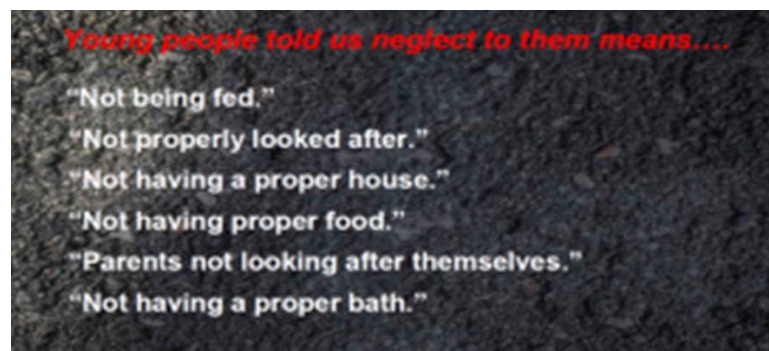 Young people told us neglect to them means....
“Not being fed.”
“Not properly looked after.”
“Not having a proper house.”
“Not having proper food.”
“Parents not looking after themselves.”
“Not having a proper bath.”